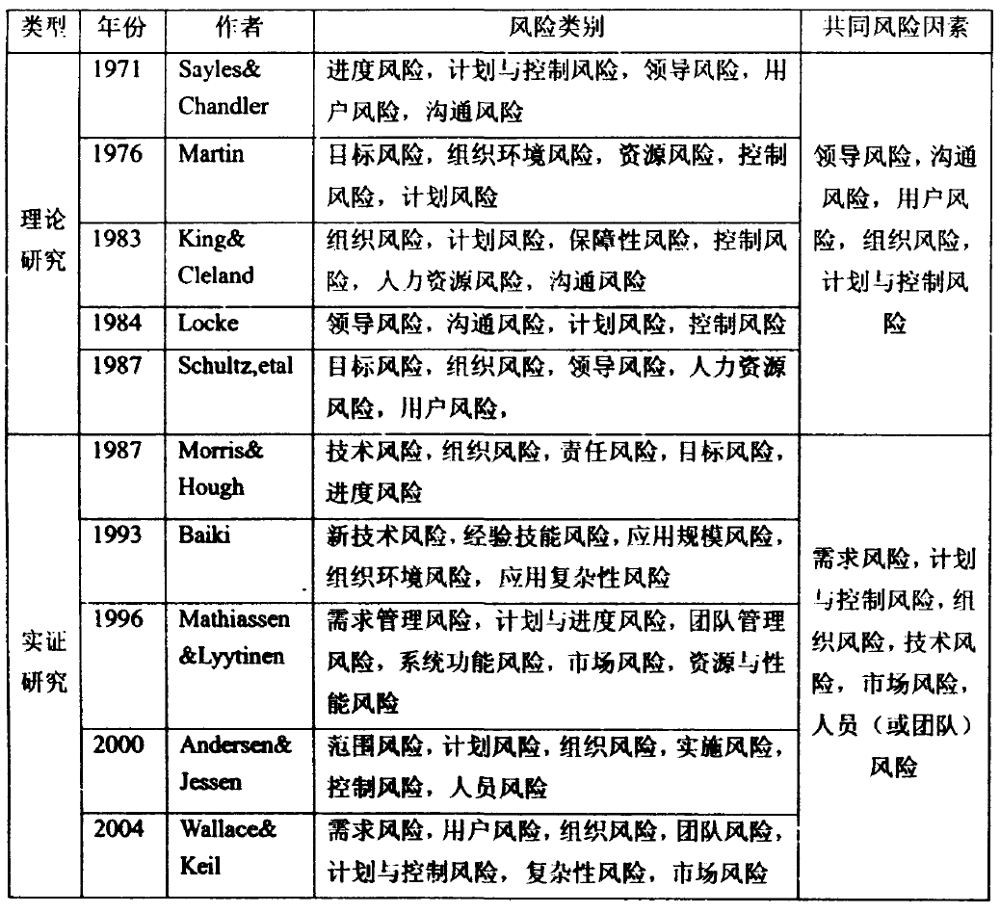 类型 年份 作者 风险类别 共同风险因素
理论
研究
1971 Sayles& 进度风险，计划与控制风险，领导风险，用
Chandler 户风险，沟通风险
1976 Martin 目标风险，组织环境风险，资源风险，控制
风险，计划风险
1983 King& 组织风险，计划风险，保障性风险，控制风
Cleland 险，人力资源风险，沟通风险
1984 Locke 领导风险，沟通风险，计划风险，控制风险
1987 Schultz,etal 目标风险，组织风险，领导风险，人力资源
风险，用户风险，
领导风险，沟通
风险，用户风
险，组织风险，
计划与控制风
险
实证
研究
1987 Morris& 技术风险，组织风险，责任风险，目标风险，
Hough 进度风险
1993 Baiki 新技术风险，经验技能风险，应用规模风险，
组织环境风险，应用复杂性风险
1996 Mathiassen 需求管理风险，计划与进度风险，团队管理
&Lyytinen 风险，系统功能风险，市场风险，资源与性
能风险
2000 Andersen& 范围风险，计划风险，组织风险，实施风险，
Jessen 控制风险，人员风险
2004 Wallace& 需求风险，用户风险，组织风险，团队风险，
Keil 计划与控制风险，复杂性风险，市场风险
需求风险，计划
与控制风险，组
织风险，技术风
险，市场风险，
人员（或团队）
风险